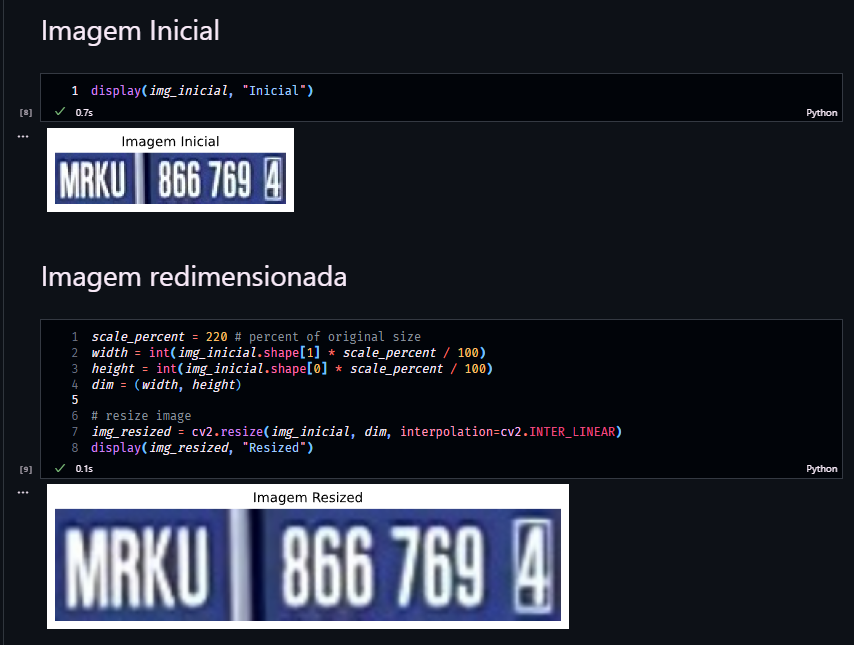 Imagem Inicial
1 display(img_inicial, "Inicial")
[8] ✓ 0.7s Python
...
Imagem Inicial
MRKU 866 769 4
Imagem redimensionada
1 scale_percent = 220 # percent of original size
2 width = int(img_inicial.shape[1] * scale_percent / 100)
3 height = int(img_inicial.shape[0] * scale_percent / 100)
4 dim = (width, height)
5
6 # resize image
7 img_resized = cv2.resize(img_inicial, dim, interpolation=cv2.INTER_LINEAR)
8 display(img_resized, "Resized")
[9] ✓ 0.1s Python
...
Imagem Resized
MRKU 866 769 4